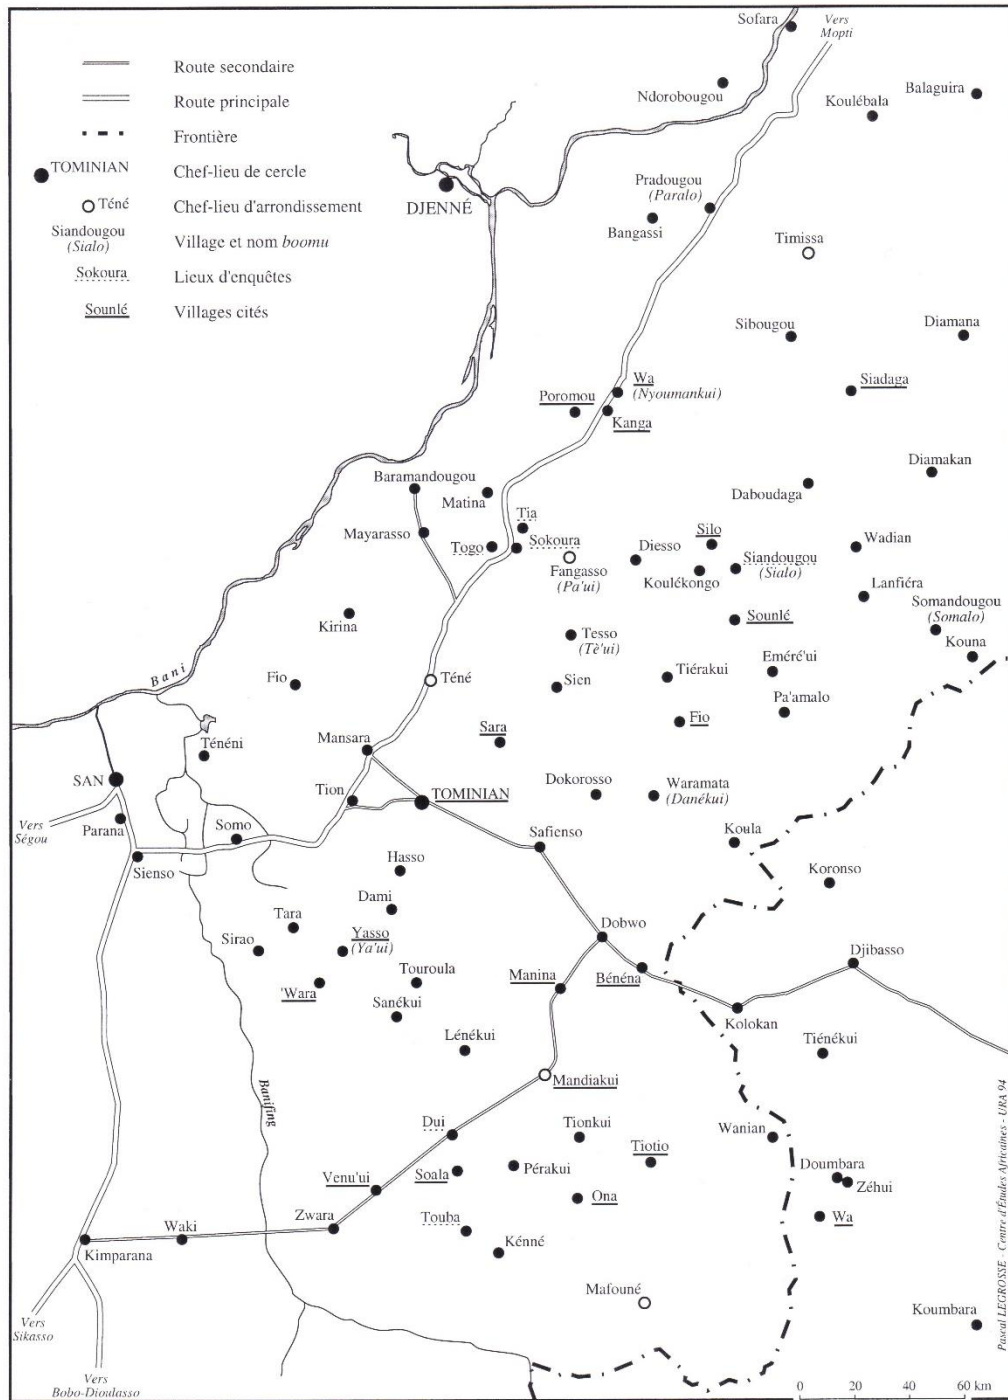 Route secondaire
Route principale
Frontière
TOMINIAN
Chef-lieu de cercle
Téné
Chef-lieu d'arrondissement
Siandougou
(Sialo)
Village et nom boomu
Sokoura
Lieux d'enquêtes
Sounlé
Villages cités
Sofara
Vers
Mopti
Ndorobougou
Koulébala
Balaguira
DJENNÉ
Pradougou
(Paralo)
Bangassi
Timissa
Sibougou
Diamana
Wa
(Nyoumankui)
Siadaga
Poromou
Kanga
Baramandougou
Matina
Diamakan
Daboudaga
Mayarasso
Tia
Togo
Sokoura
Fangasso
(Pa'ui)
Diesso
Silo
Koulékongo
Siandougou
(Sialo)
Wadian
Lanfiéra
Somandougou
(Somalo)
Kirina
Tesso
(Tè'ui)
Sounlé
Kouna
Bani
Fio
Téné
Sien
Tiérakui
Eméré'ui
Pa'amalo
Fio
Ténéni
Mansara
Sara
SAN
Tion
TOMINIAN
Dokorosso
Waramata
(Danékui)
Vers
Ségou
Parana
Somo
Sienso
Safienso
Koula
Hasso
Koronso
Dami
Tara
Dobwo
Sirao
Yasso
(Ya'ui)
Djibasso
'Wara
Touroula
Manina
Bénéna
Sanékui
Kolokan
Lénékui
Tiénékui
Banifing
Mandiakui
Dui
Tionkui
Wanian
Tiotio
Soala
Pérakui
Doumbara
Zéhui
Venu'ui
Ona
Wa
Touba
Zwara
Waki
Kimparana
Kénné
Mafouné
Koumbara
Vers
Sikasso
Vers
Bobo-Dioulasso
0 20 40 60 km
Pascal LEGROSSE - Centre d'Études Africaines - URA 94